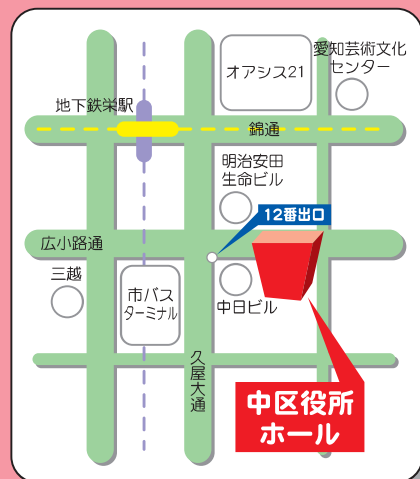 オアシス21
愛知芸術文化
センター
地下鉄栄駅
錦通
明治安田
生命ビル
12番出口
広小路通
三越
市バス
ターミナル
中日ビル
久屋大通
中区役所
ホール